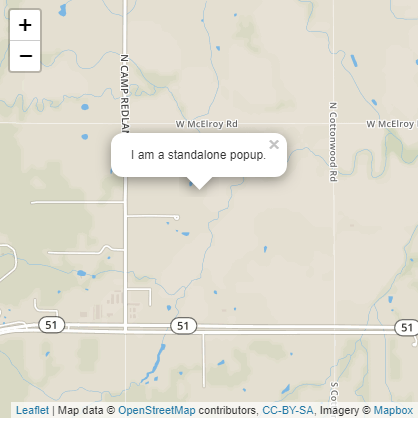 +
−
N CAMP REDLAN
W McElroy Rd
N Cottonwood Rd
W McElroy
I am a standalone popup.
×
51
51
51
S Co
Leaflet | Map data © OpenStreetMap contributors, CC-BY-SA, Imagery © Mapbox